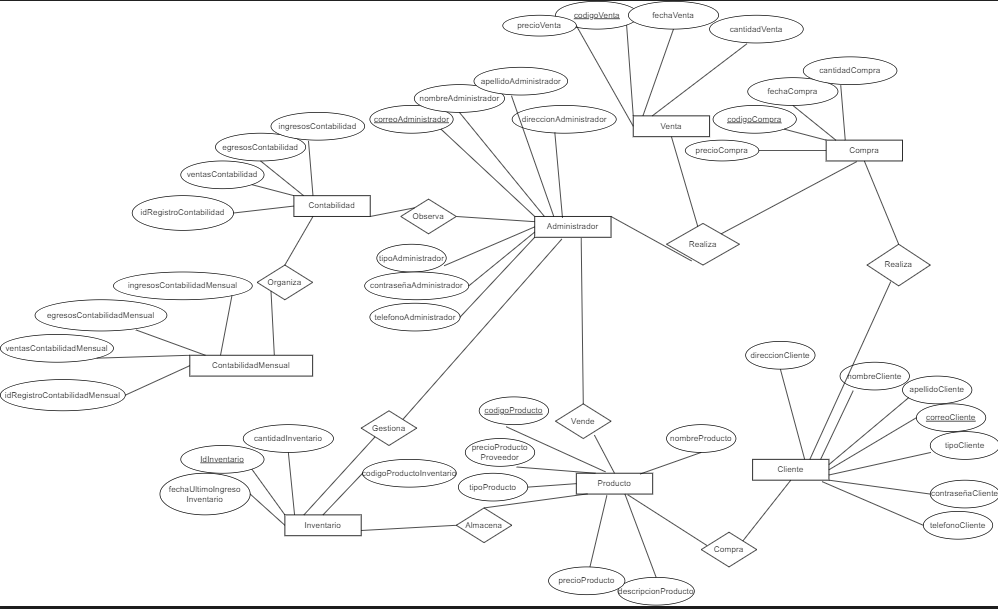 codigoVenta
fechaVenta
precioVenta
cantidadVenta
cantidadCompra
apellidoAdministrador
fechaCompra
nombreAdministrador
correoAdministrador
direccionAdministrador
codigoCompra
ingresosContabilidad
Venta
egresosContabilidad
precioCompra
Compra
ventasContabilidad
Contabilidad
idRegistroContabilidad
Observa
Administrador
Realiza
tipoAdministrador
Realiza
Organiza
ingresosContabilidadMensual
contraseñaAdministrador
egresosContabilidadMensual
telefonoAdministrador
ventasContabilidadMensual
ContabilidadMensual
direccionCliente
nombreCliente
apellidoCliente
idRegistroContabilidadMensual
codigoProducto
correoCliente
Vende
Gestiona
cantidadInventario
nombreProducto
tipoCliente
precioProducto
Proveedor
IdInventario
Cliente
codigoProductoInventario
tipoProducto
Producto
fechaUltimoIngreso
Inventario
contraseñaCliente
Inventario
Almacena
telefonoCliente
Compra
precioProducto
descripcionProducto